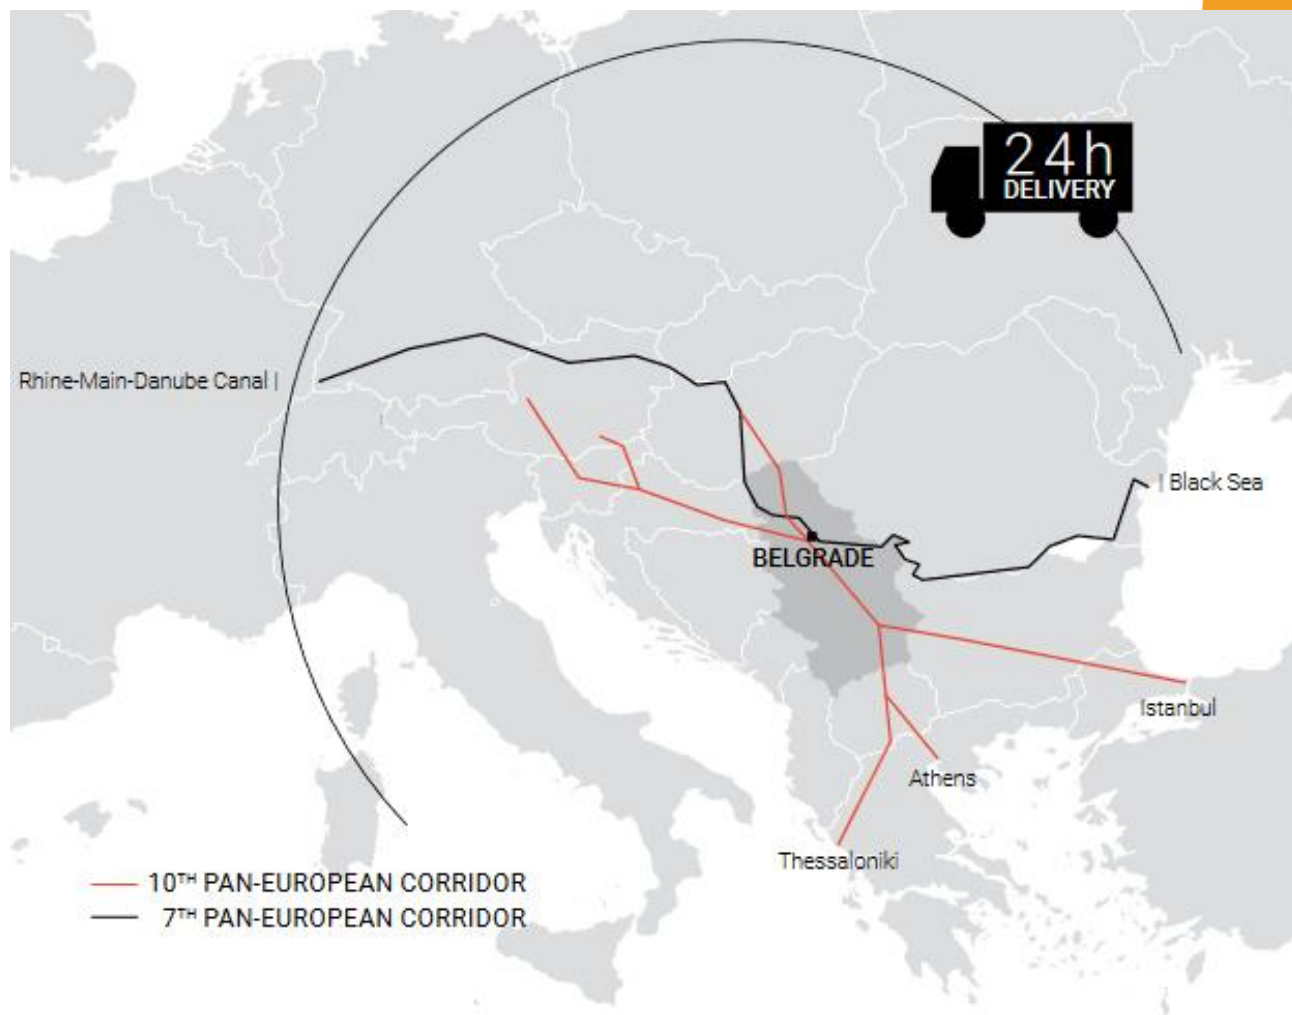 24h
DELIVERY
Rhine-Main-Danube Canal |
| Black Sea
BELGRADE
Istanbul
Athens
Thessaloniki
10TH PAN-EUROPEAN CORRIDOR
7TH PAN-EUROPEAN CORRIDOR